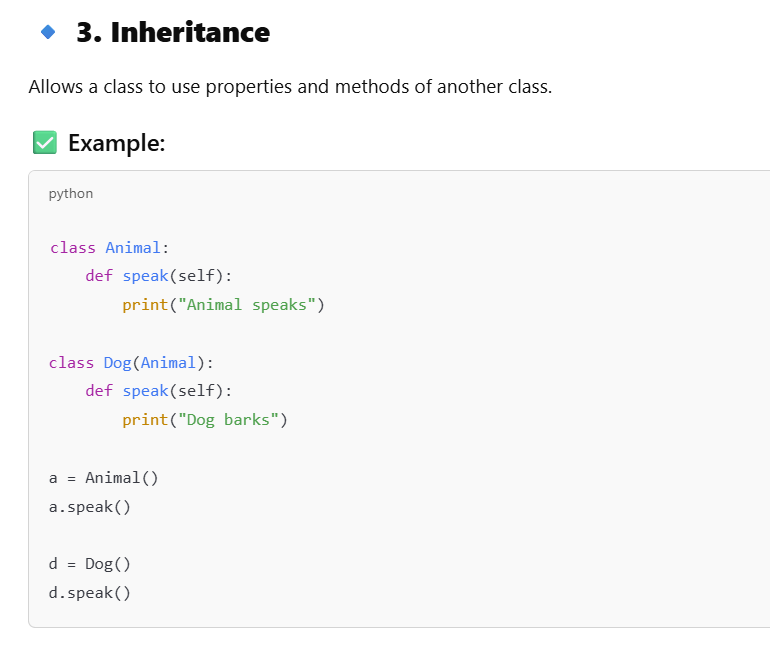 3. Inheritance
Allows a class to use properties and methods of another class.
Example:
python
class Animal:
    def speak(self):
        print("Animal speaks")
class Dog(Animal):
    def speak(self):
        print("Dog barks")
a = Animal()
a.speak()
d = Dog()
d.speak()